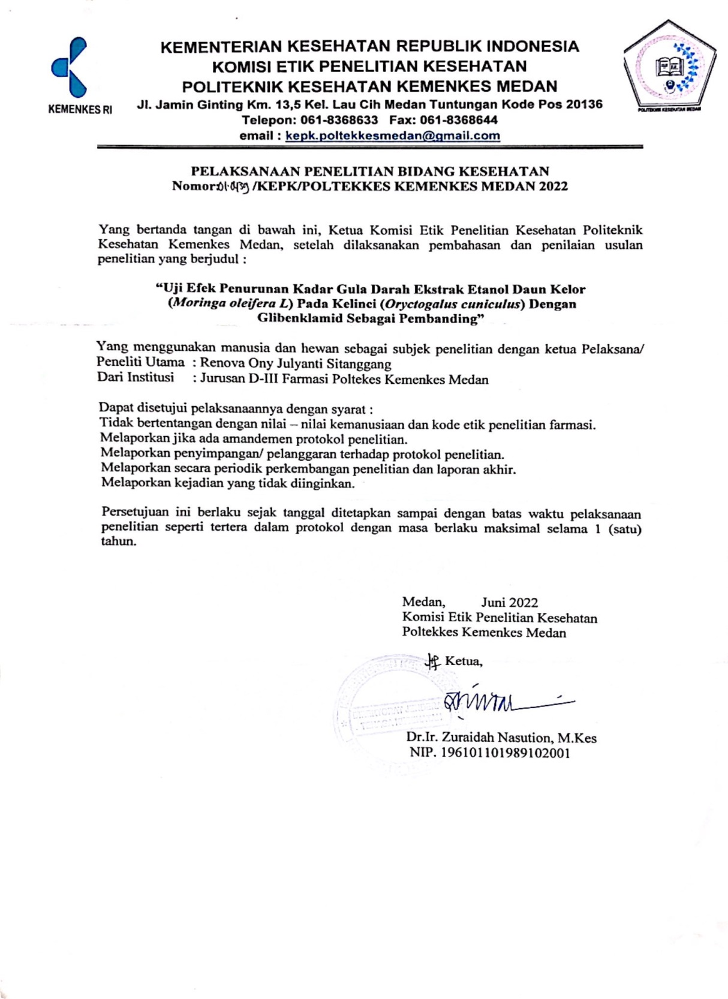 KEMENKES RI
KEMENTERIAN KESEHATAN REPUBLIK INDONESIA
KOMISI ETIK PENELITIAN KESEHATAN
POLITEKNIK KESEHATAN KEMENKES MEDAN
Jl. Jamin Ginting Km. 13,5 Kel. Lau Cih Medan Tuntungan Kode Pos 20136
Telepon: 061-8368633 Fax: 061-8368644
email : kepk.poltekkesmedan@gmail.com
POLITEKNIK KESEHATAN MEDAN
PELAKSANAAN PENELITIAN BIDANG KESEHATAN
Nomor: /KEPK/POLTEKKES KEMENKES MEDAN 2022
Yang bertanda tangan di bawah ini, Ketua Komisi Etik Penelitian Kesehatan Politeknik
Kesehatan Kemenkes Medan, setelah dilaksanakan pembahasan dan penilaian usulan
penelitian yang berjudul :
“Uji Efek Penurunan Kadar Gula Darah Ekstrak Etanol Daun Kelor
(Moringa oleifera L) Pada Kelinci (Oryctogalus cuniculus) Dengan
Glibenklamid Sebagai Pembanding”
Yang menggunakan manusia dan hewan sebagai subjek penelitian dengan ketua Pelaksana/
Peneliti Utama : Renova Ony Julyanti Sitanggang
Dari Institusi : Jurusan D-III Farmasi Poltekes Kemenkes Medan
Dapat disetujui pelaksanaannya dengan syarat :
Tidak bertentangan dengan nilai – nilai kemanusiaan dan kode etik penelitian farmasi.
Melaporkan jika ada amandemen protokol penelitian.
Melaporkan penyimpangan/ pelanggaran terhadap protokol penelitian.
Melaporkan secara periodik perkembangan penelitian dan laporan akhir.
Melaporkan kejadian yang tidak diinginkan.
Persetujuan ini berlaku sejak tanggal ditetapkan sampai dengan batas waktu pelaksanaan
penelitian seperti tertera dalam protokol dengan masa berlaku maksimal selama 1 (satu)
tahun.
Medan, Juni 2022
Komisi Etik Penelitian Kesehatan
Poltekkes Kemenkes Medan
Ketua,
Dr.Ir. Zuraidah Nasution, M.Kes
NIP. 196101101989102001